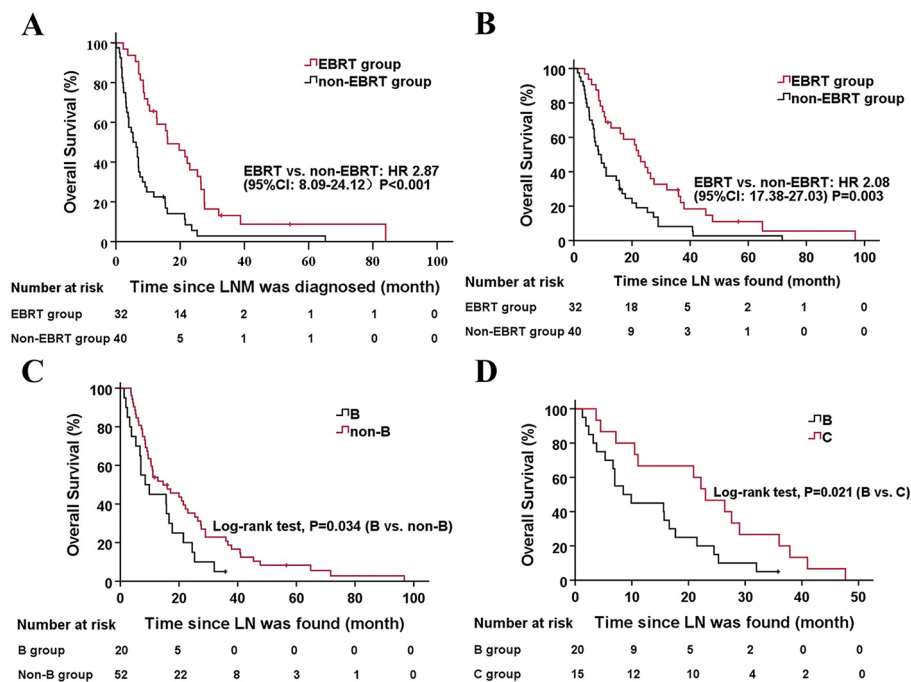 A
100
80
60
40
20
0
Overall Survival (%)
EBRT group
non-EBRT group
EBRT vs. non-EBRT: HR 2.87
(95%CI: 8.09-24.12) P<0.001
0 20 40 60 80 100
Number at risk Time since LNM was diagnosed (month)
EBRT group 32 14 2 1 1 0
Non-EBRT group 40 5 1 1 0 0
B
100
80
60
40
20
0
Overall Survival (%)
EBRT group
non-EBRT group
EBRT vs. non-EBRT: HR 2.08
(95%CI: 17.38-27.03) P=0.003
0 20 40 60 80 100
Number at risk Time since LN was found (month)
EBRT group 32 18 5 2 1 0
Non-EBRT group 40 9 3 1 0 0
C
100
80
60
40
20
0
Overall Survival (%)
B
non-B
Log-rank test, P=0.034 (B vs. non-B)
0 20 40 60 80 100
Number at risk Time since LN was found (month)
B group 20 5 0 0 0 0
Non-B group 52 22 8 3 1 0
D
100
80
60
40
20
0
Overall Survival (%)
B
C
Log-rank test, P=0.021 (B vs. C)
0 10 20 30 40 50
Number at risk Time since LN was found (month)
B group 20 9 5 2 0 0
C group 15 12 10 4 2 0